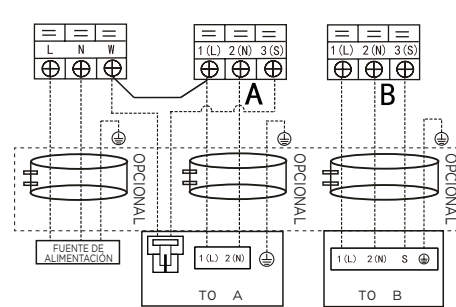 L N W
1 (L) 2 (N) 3 (S)
1 (L) 2 (N) 3 (S)
A
B
OPCIONAL
OPCIONAL
OPCIONAL
FUENTE DE
ALIMENTACIÓN
1 (L) 2 (N)
1 (L) 2 (N) S
TO A
TO B